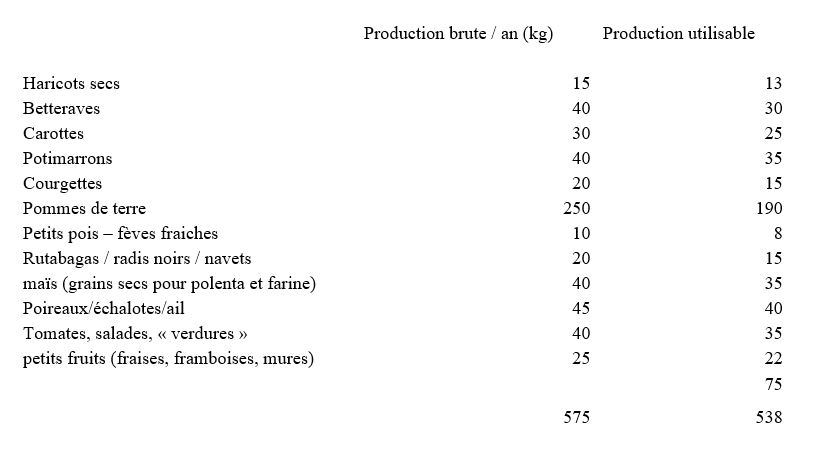 Production brute / an (kg) Production utilisable
Haricots secs 15 13
Betteraves 40 30
Carottes 30 25
Potimarrons 40 35
Courgettes 20 15
Pommes de terre 250 190
Petits pois – fèves fraiches 10 8
Rutabagas / radis noirs / navets 20 15
maïs (grains secs pour polenta et farine) 40 35
Poireaux/échalotes/ail 45 40
Tomates, salades, « verdures » 40 35
petits fruits (fraises, framboises, mures) 25 22
75
575 538